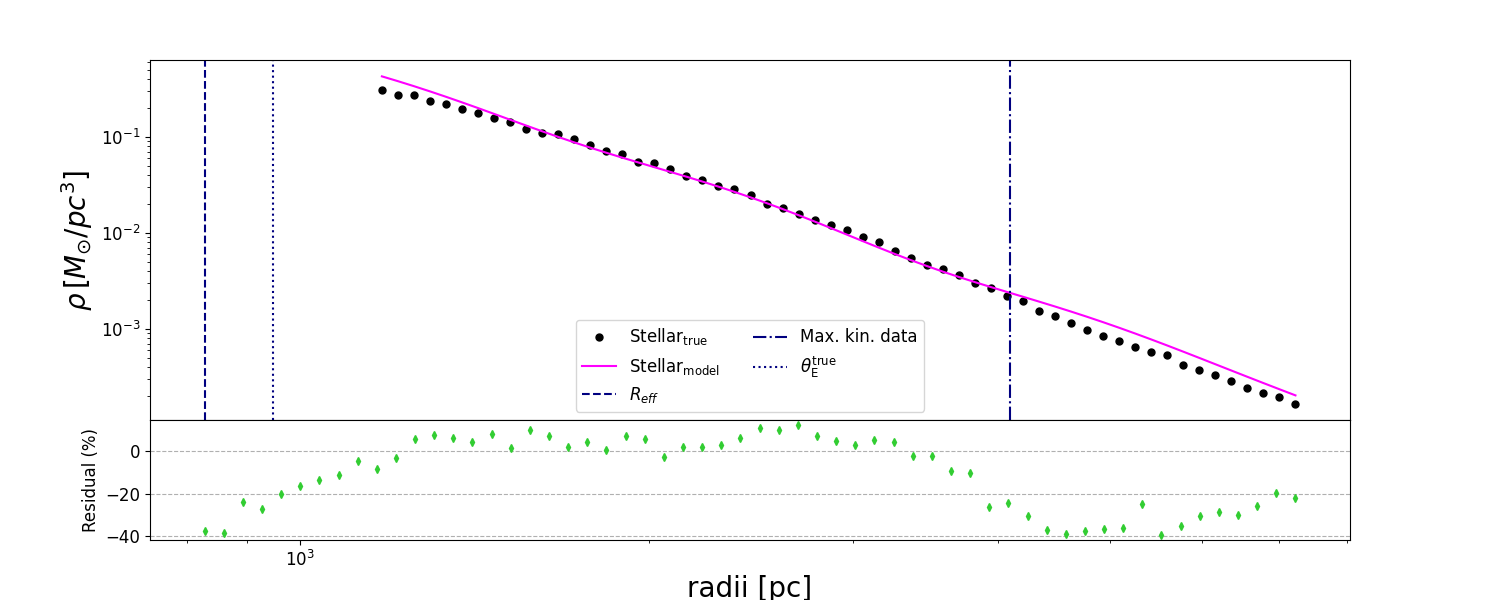 ρ [M⊙/pc³]
10⁻¹
10⁻²
10⁻³
Stellar_true
Stellar_model
R_eff
Max. kin. data
θ_E^true
Residual (%)
0
−20
−40
10³
radii [pc]